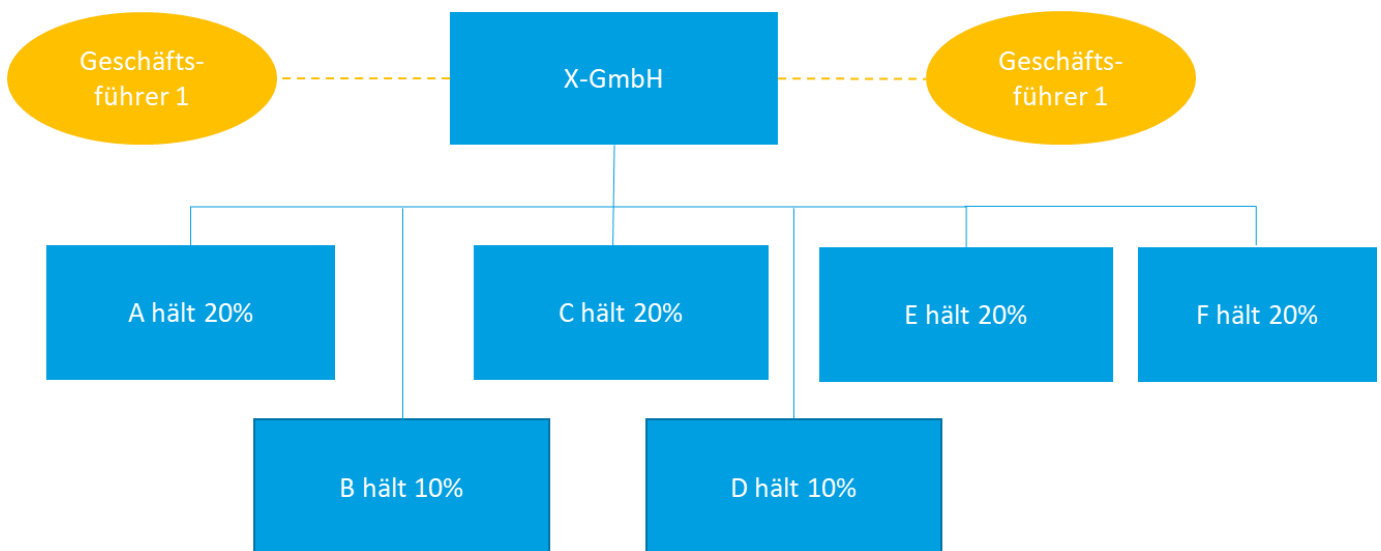 Geschäfts-
führer 1
X-GmbH
Geschäfts-
führer 1
A hält 20%
C hält 20%
E hält 20%
F hält 20%
B hält 10%
D hält 10%